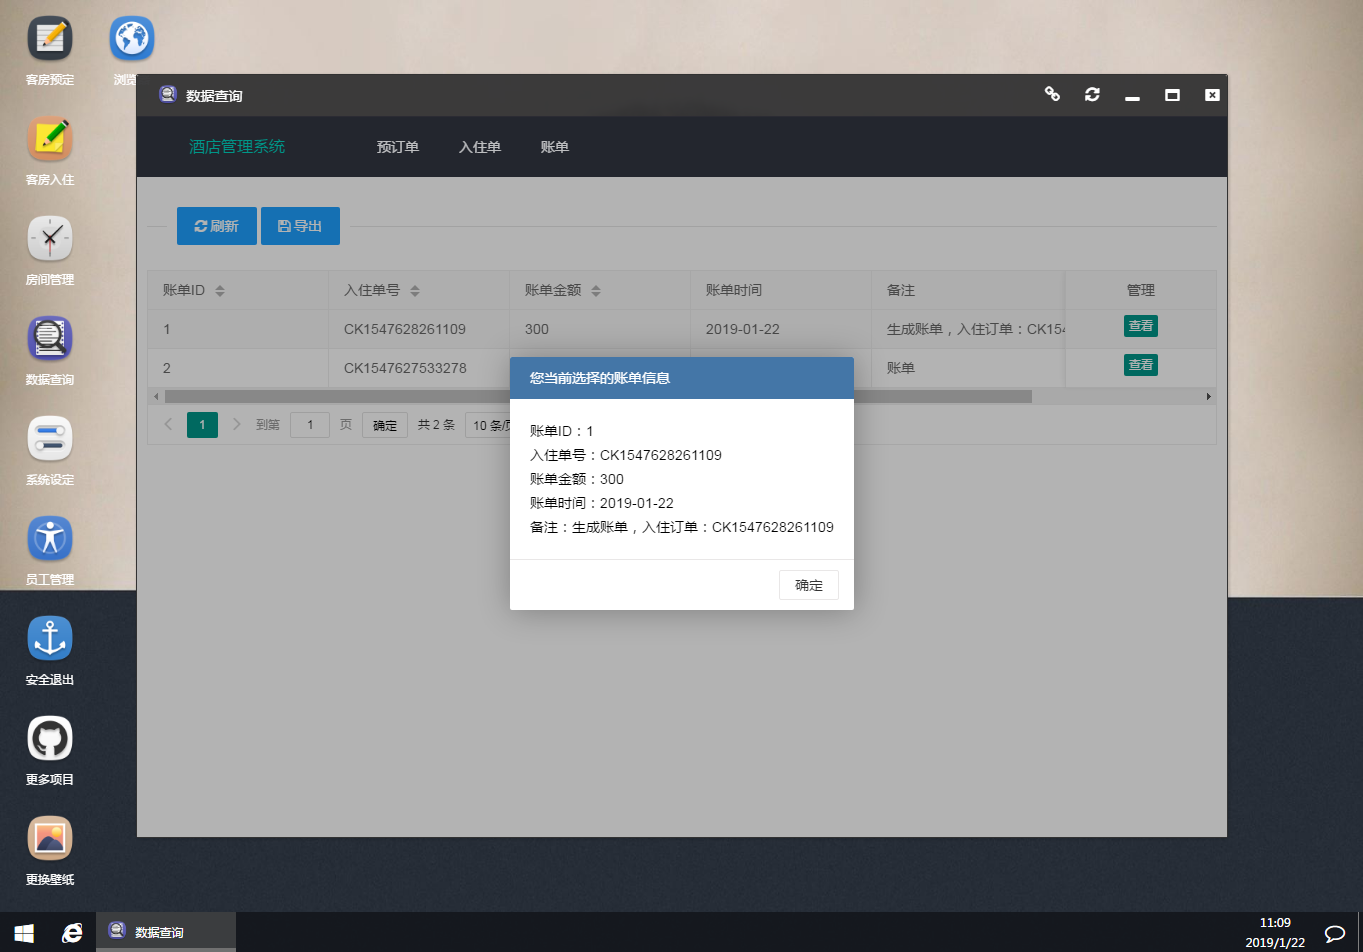 客房预定
浏览
客房入住
房间管理
数据查询
系统设定
员工管理
安全退出
更多项目
更换壁纸
数据查询
酒店管理系统 预订单 入住单 账单
刷新 导出
账单ID 入住单号 账单金额 账单时间 备注 管理
1 CK1547628261109 300 2019-01-22 生成账单，入住订单：CK154 查看
2 CK1547627533278 账单 查看
1 到第 1 页 确定 共 2 条 10 条/页
您当前选择的账单信息
账单ID：1
入住单号：CK1547628261109
账单金额：300
账单时间：2019-01-22
备注：生成账单，入住订单：CK1547628261109
确定
数据查询
11:09
2019/1/22